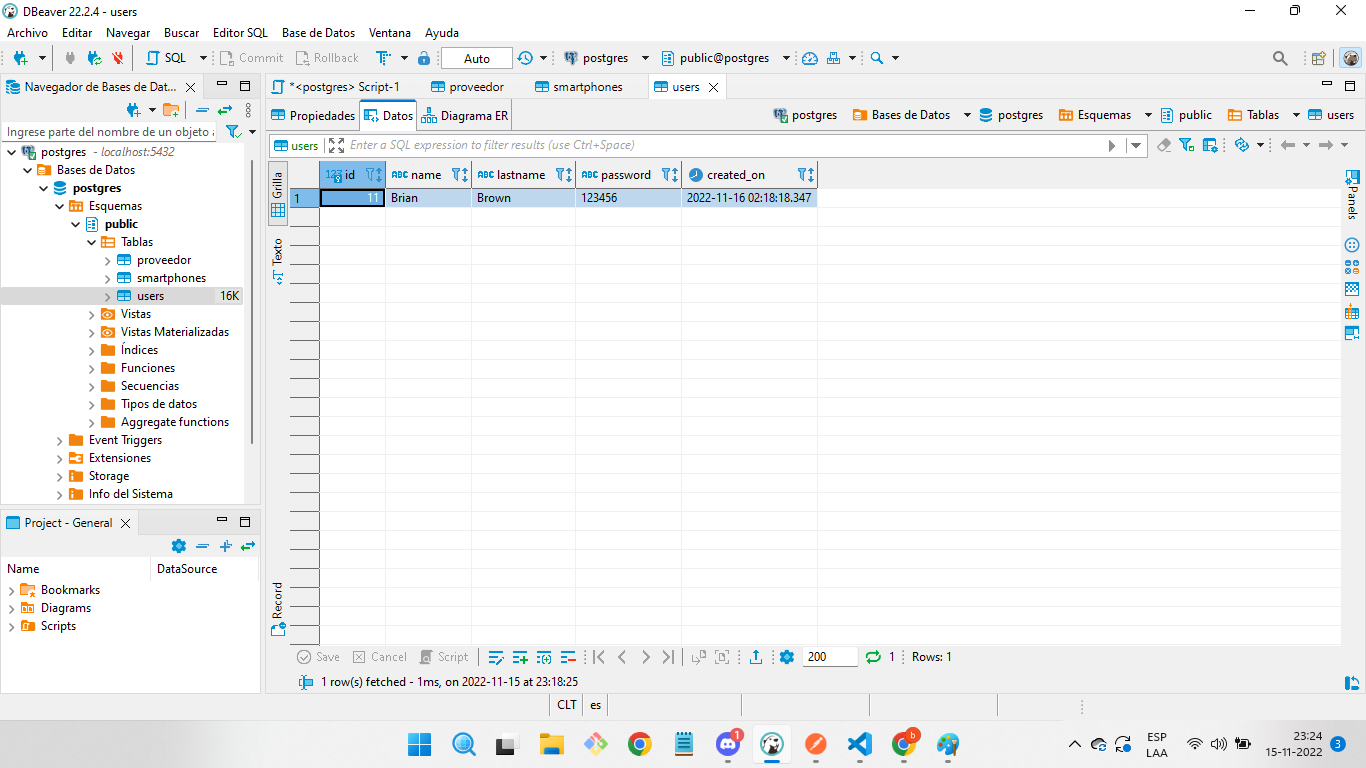 DBeaver 22.2.4 - users
Archivo Editar Navegar Buscar Editor SQL Base de Datos Ventana Ayuda
SQL Commit Rollback Auto postgres public@postgres
Navegador de Bases de Dat...
Ingrese parte del nombre de un objeto a
postgres - localhost:5432
Bases de Datos
postgres
Esquemas
public
Tablas
proveedor
smartphones
users 16K
Vistas
Vistas Materializadas
Índices
Funciones
Secuencias
Tipos de datos
Aggregate functions
Event Triggers
Extensiones
Storage
Info del Sistema
Project - General
Name DataSource
Bookmarks
Diagrams
Scripts
*<postgres> Script-1 proveedor smartphones users
Propiedades Datos Diagrama ER postgres Bases de Datos postgres Esquemas public Tablas users
users Enter a SQL expression to filter results (use Ctrl+Space)
Grilla
Texto
Record
123 id ABC name ABC lastname ABC password created_on
1 11 Brian Brown 123456 2022-11-16 02:18:18.347
Panels
Save Cancel Script 200 1 Rows: 1
1 row(s) fetched - 1ms, on 2022-11-15 at 23:18:25
CLT es
1 b
ESP
LAA
23:24
15-11-2022
3